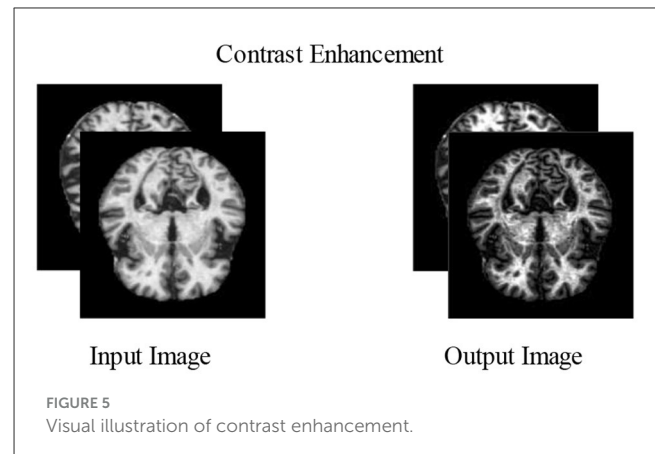 Contrast Enhancement
Input Image
Output Image
FIGURE 5
Visual illustration of contrast enhancement.